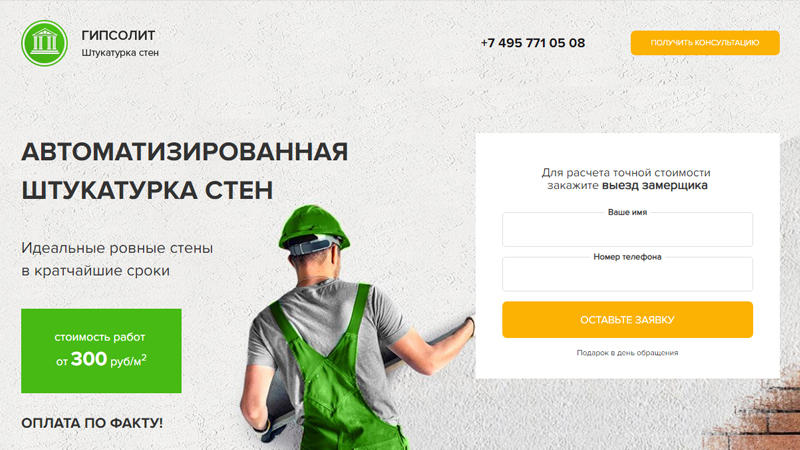 ГИПСОЛИТ
Штукатурка стен
+7 495 771 05 08
ПОЛУЧИТЬ КОНСУЛЬТАЦИЮ
АВТОМАТИЗИРОВАННАЯ
ШТУКАТУРКА СТЕН
Идеальные ровные стены
в кратчайшие сроки
стоимость работ
от 300 руб/м²
ОПЛАТА ПО ФАКТУ!
Для расчета точной стоимости
закажите выезд замерщика
Ваше имя
Номер телефона
ОСТАВЬТЕ ЗАЯВКУ
Подарок в день обращения